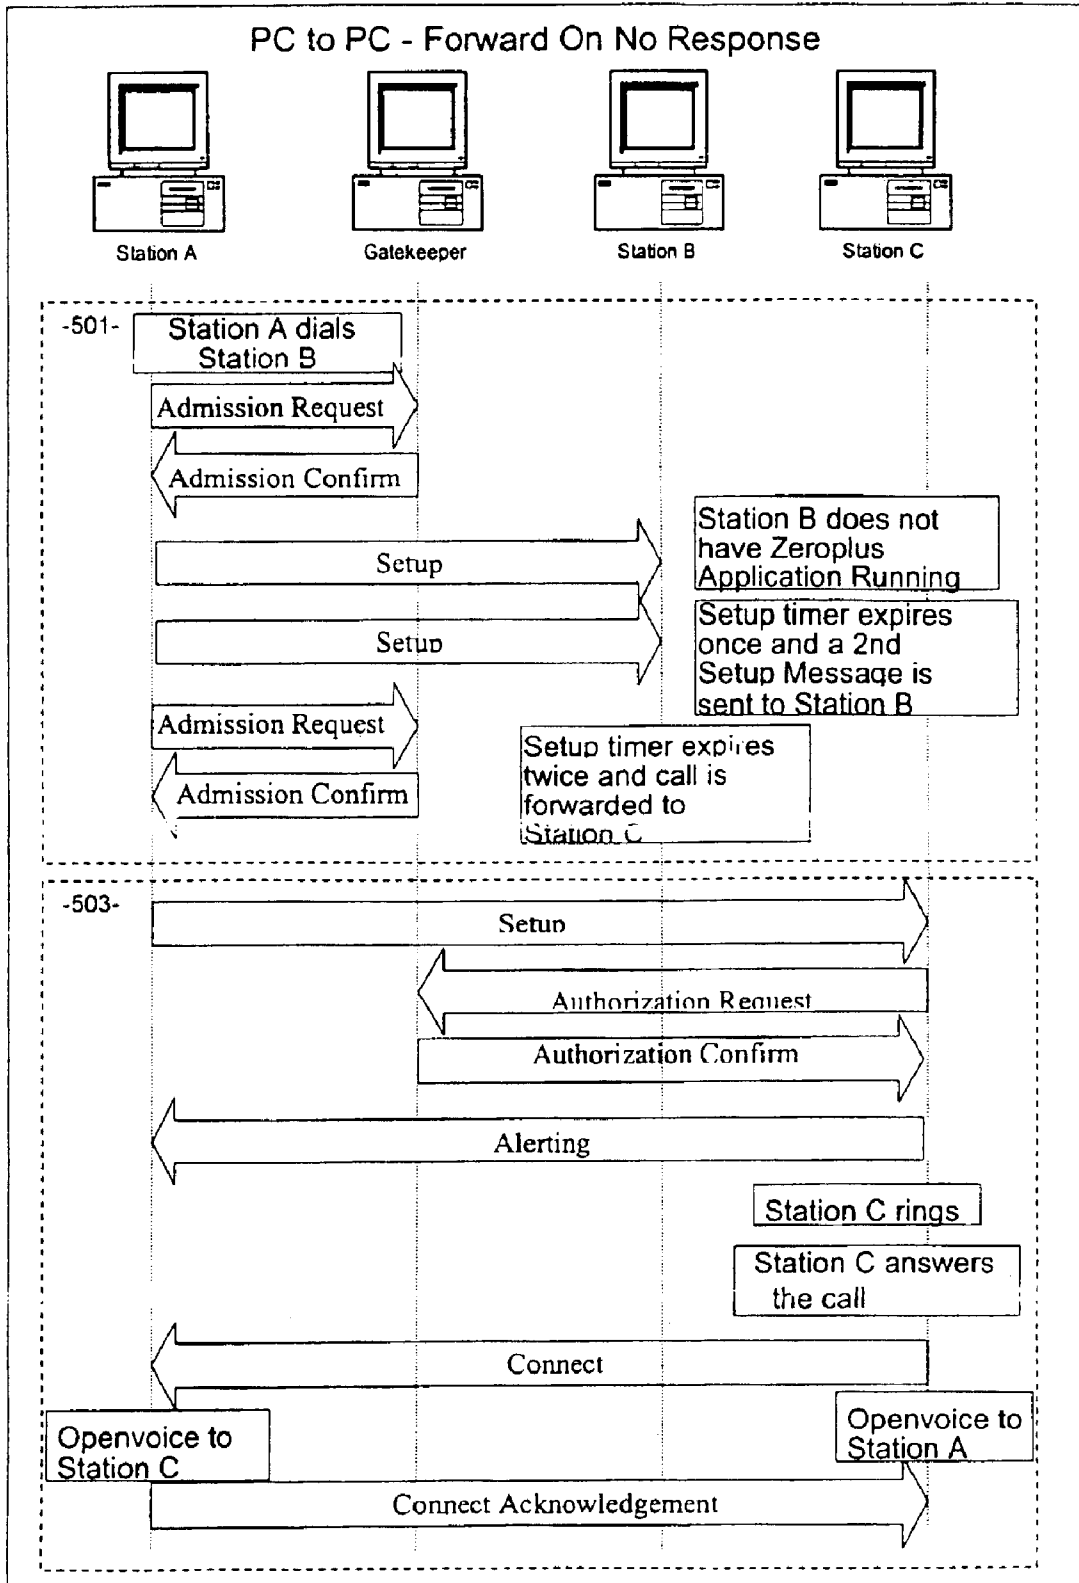 PC to PC - Forward On No Response
Station A
Gatekeeper
Station B
Station C
-501-
Station A dials
Station B
Admission Request
Admission Confirm
Setup
Station B does not
have Zeroplus
Application Running
Setup
Setup timer expires
once and a 2nd
Setup Message is
sent to Station B
Admission Request
Admission Confirm
Setup timer expires
twice and call is
forwarded to
Station C
-503-
Setup
Authorization Request
Authorization Confirm
Alerting
Station C rings
Station C answers
the call
Connect
Openvoice to
Station C
Openvoice to
Station A
Connect Acknowledgement